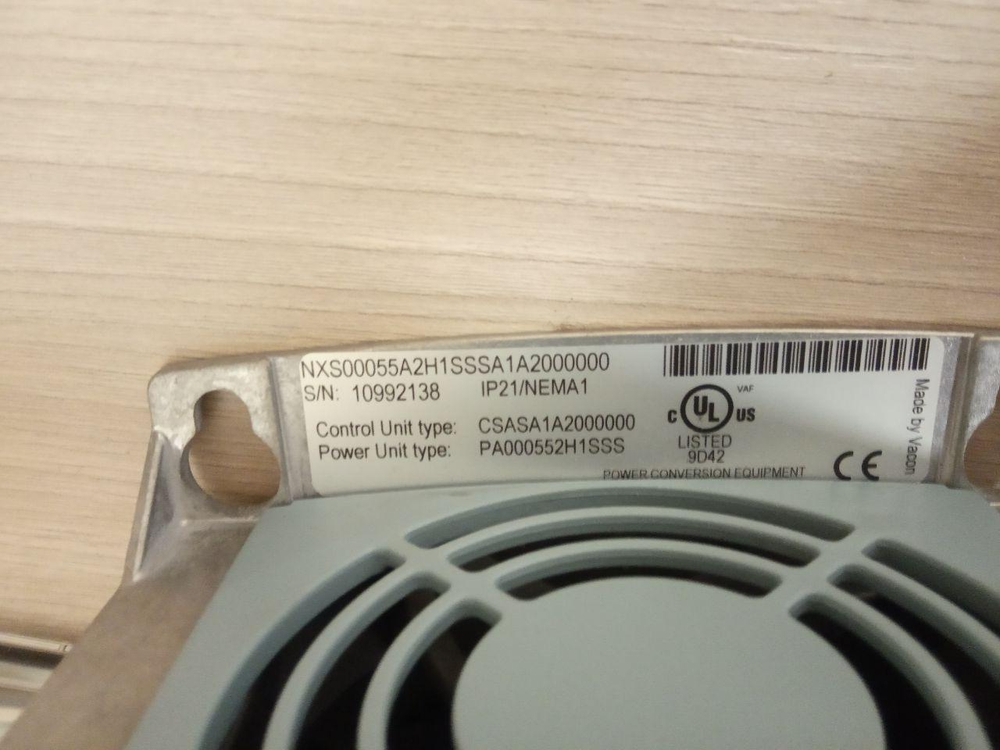 NXS00055A2H1SSSA1A2000000
S/N: 10992138 IP21/NEMA1
Control Unit type: CSASA1A2000000
Power Unit type: PA000552H1SSS
VAF
C UL US
LISTED
9D42
POWER CONVERSION EQUIPMENT
CE
Made by Vacon